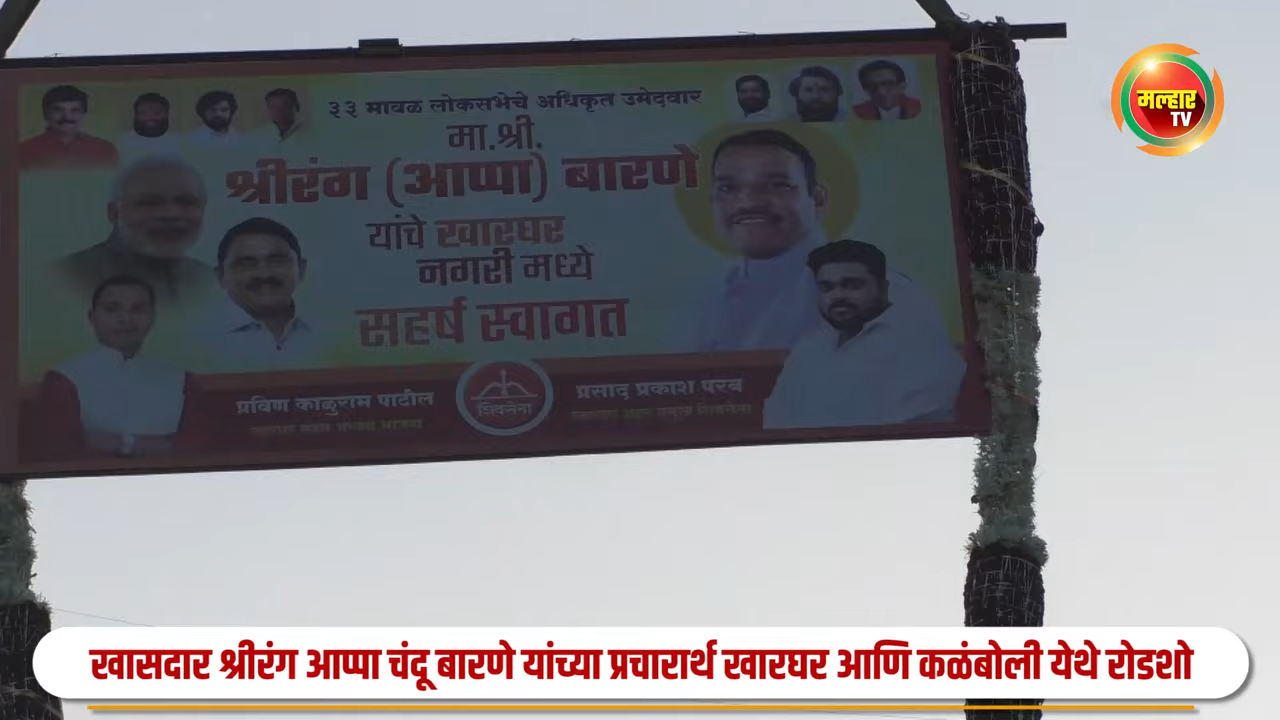 ३३ मावळ लोकसभेचे अधिकृत उमेदवार
मा.श्री.
श्रीरंग (आप्पा) बारणे
यांचे खारघर
नगरी मध्ये
सहर्ष स्वागत
प्रविण काळुराम पाटील
शिवसेना
प्रसाद प्रकाश परब
मल्हार
TV
खासदार श्रीरंग आप्पा चंदू बारणे यांच्या प्रचारार्थ खारघर आणि कळंबोली येथे रोडशो